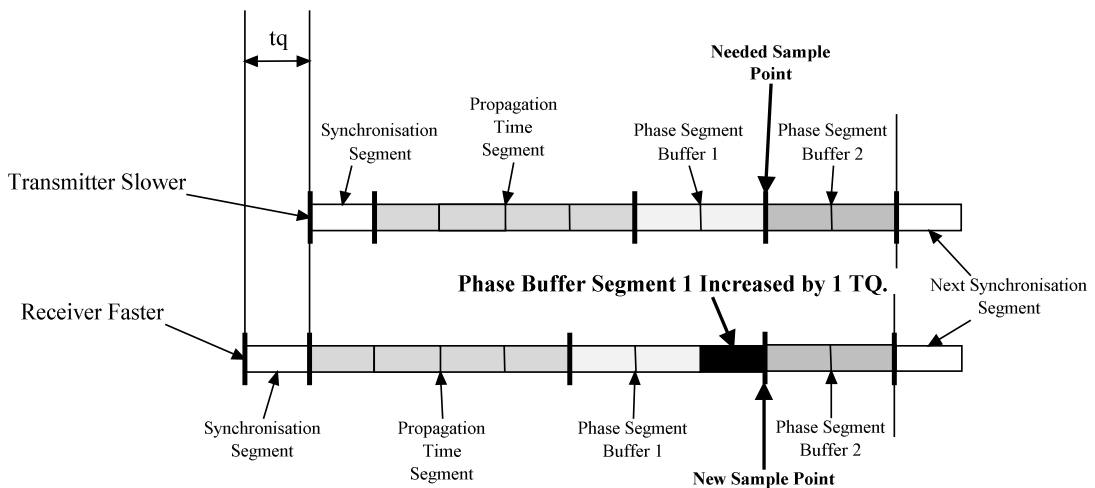 tq
Needed Sample
Point
Synchronisation
Segment
Propagation
Time
Segment
Phase Segment
Buffer 1
Phase Segment
Buffer 2
Transmitter Slower
Phase Buffer Segment 1 Increased by 1 TQ.
Next Synchronisation
Segment
Receiver Faster
Synchronisation
Segment
Propagation
Time
Segment
Phase Segment
Buffer 1
Phase Segment
Buffer 2
New Sample Point